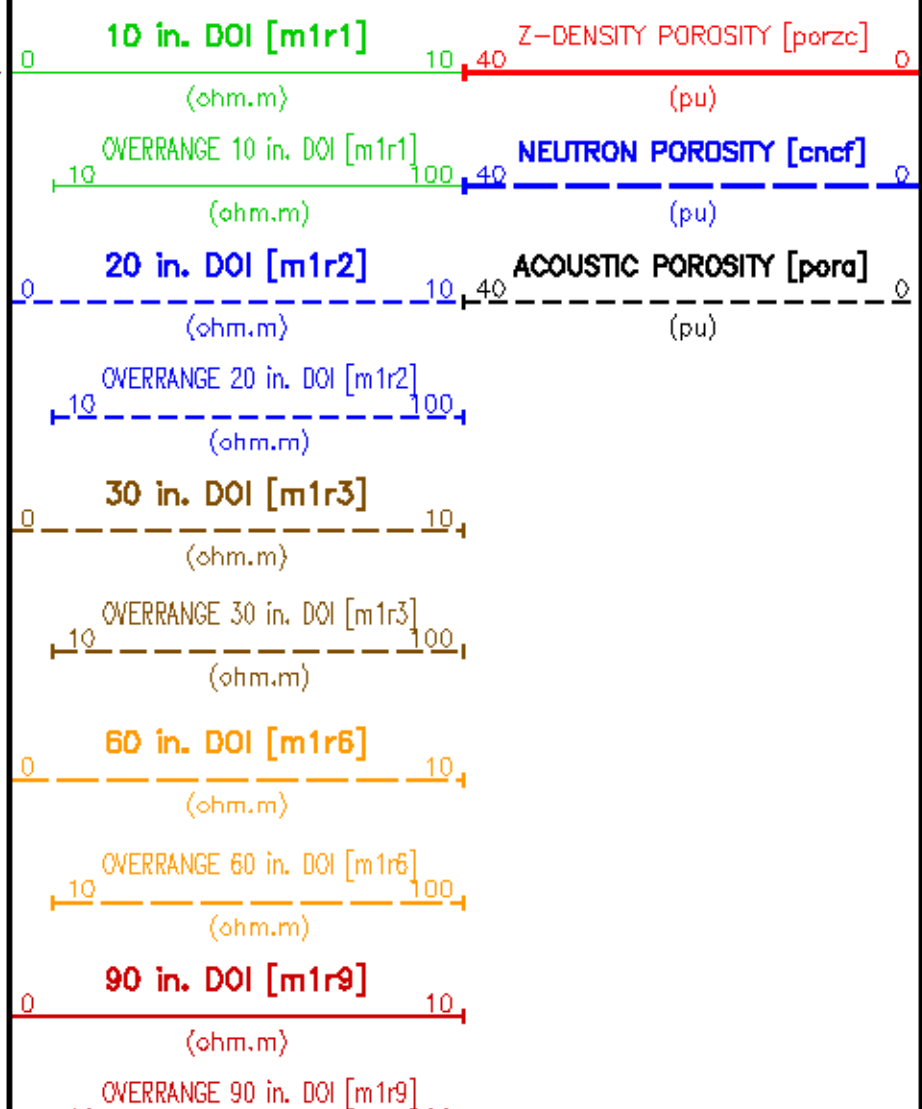 10 in. DOI [m1r1]
0 10
(ohm.m)
Z-DENSITY POROSITY [porzc]
40 0
(pu)
OVERRANGE 10 in. DOI [m1r1]
10 100
(ohm.m)
NEUTRON POROSITY [cncf]
40 0
(pu)
20 in. DOI [m1r2]
0 10
(ohm.m)
ACOUSTIC POROSITY [pora]
40 0
(pu)
OVERRANGE 20 in. DOI [m1r2]
10 100
(ohm.m)
30 in. DOI [m1r3]
0 10
(ohm.m)
OVERRANGE 30 in. DOI [m1r3]
10 100
(ohm.m)
60 in. DOI [m1r6]
0 10
(ohm.m)
OVERRANGE 60 in. DOI [m1r6]
10 100
(ohm.m)
90 in. DOI [m1r9]
0 10
(ohm.m)
OVERRANGE 90 in. DOI [m1r9]